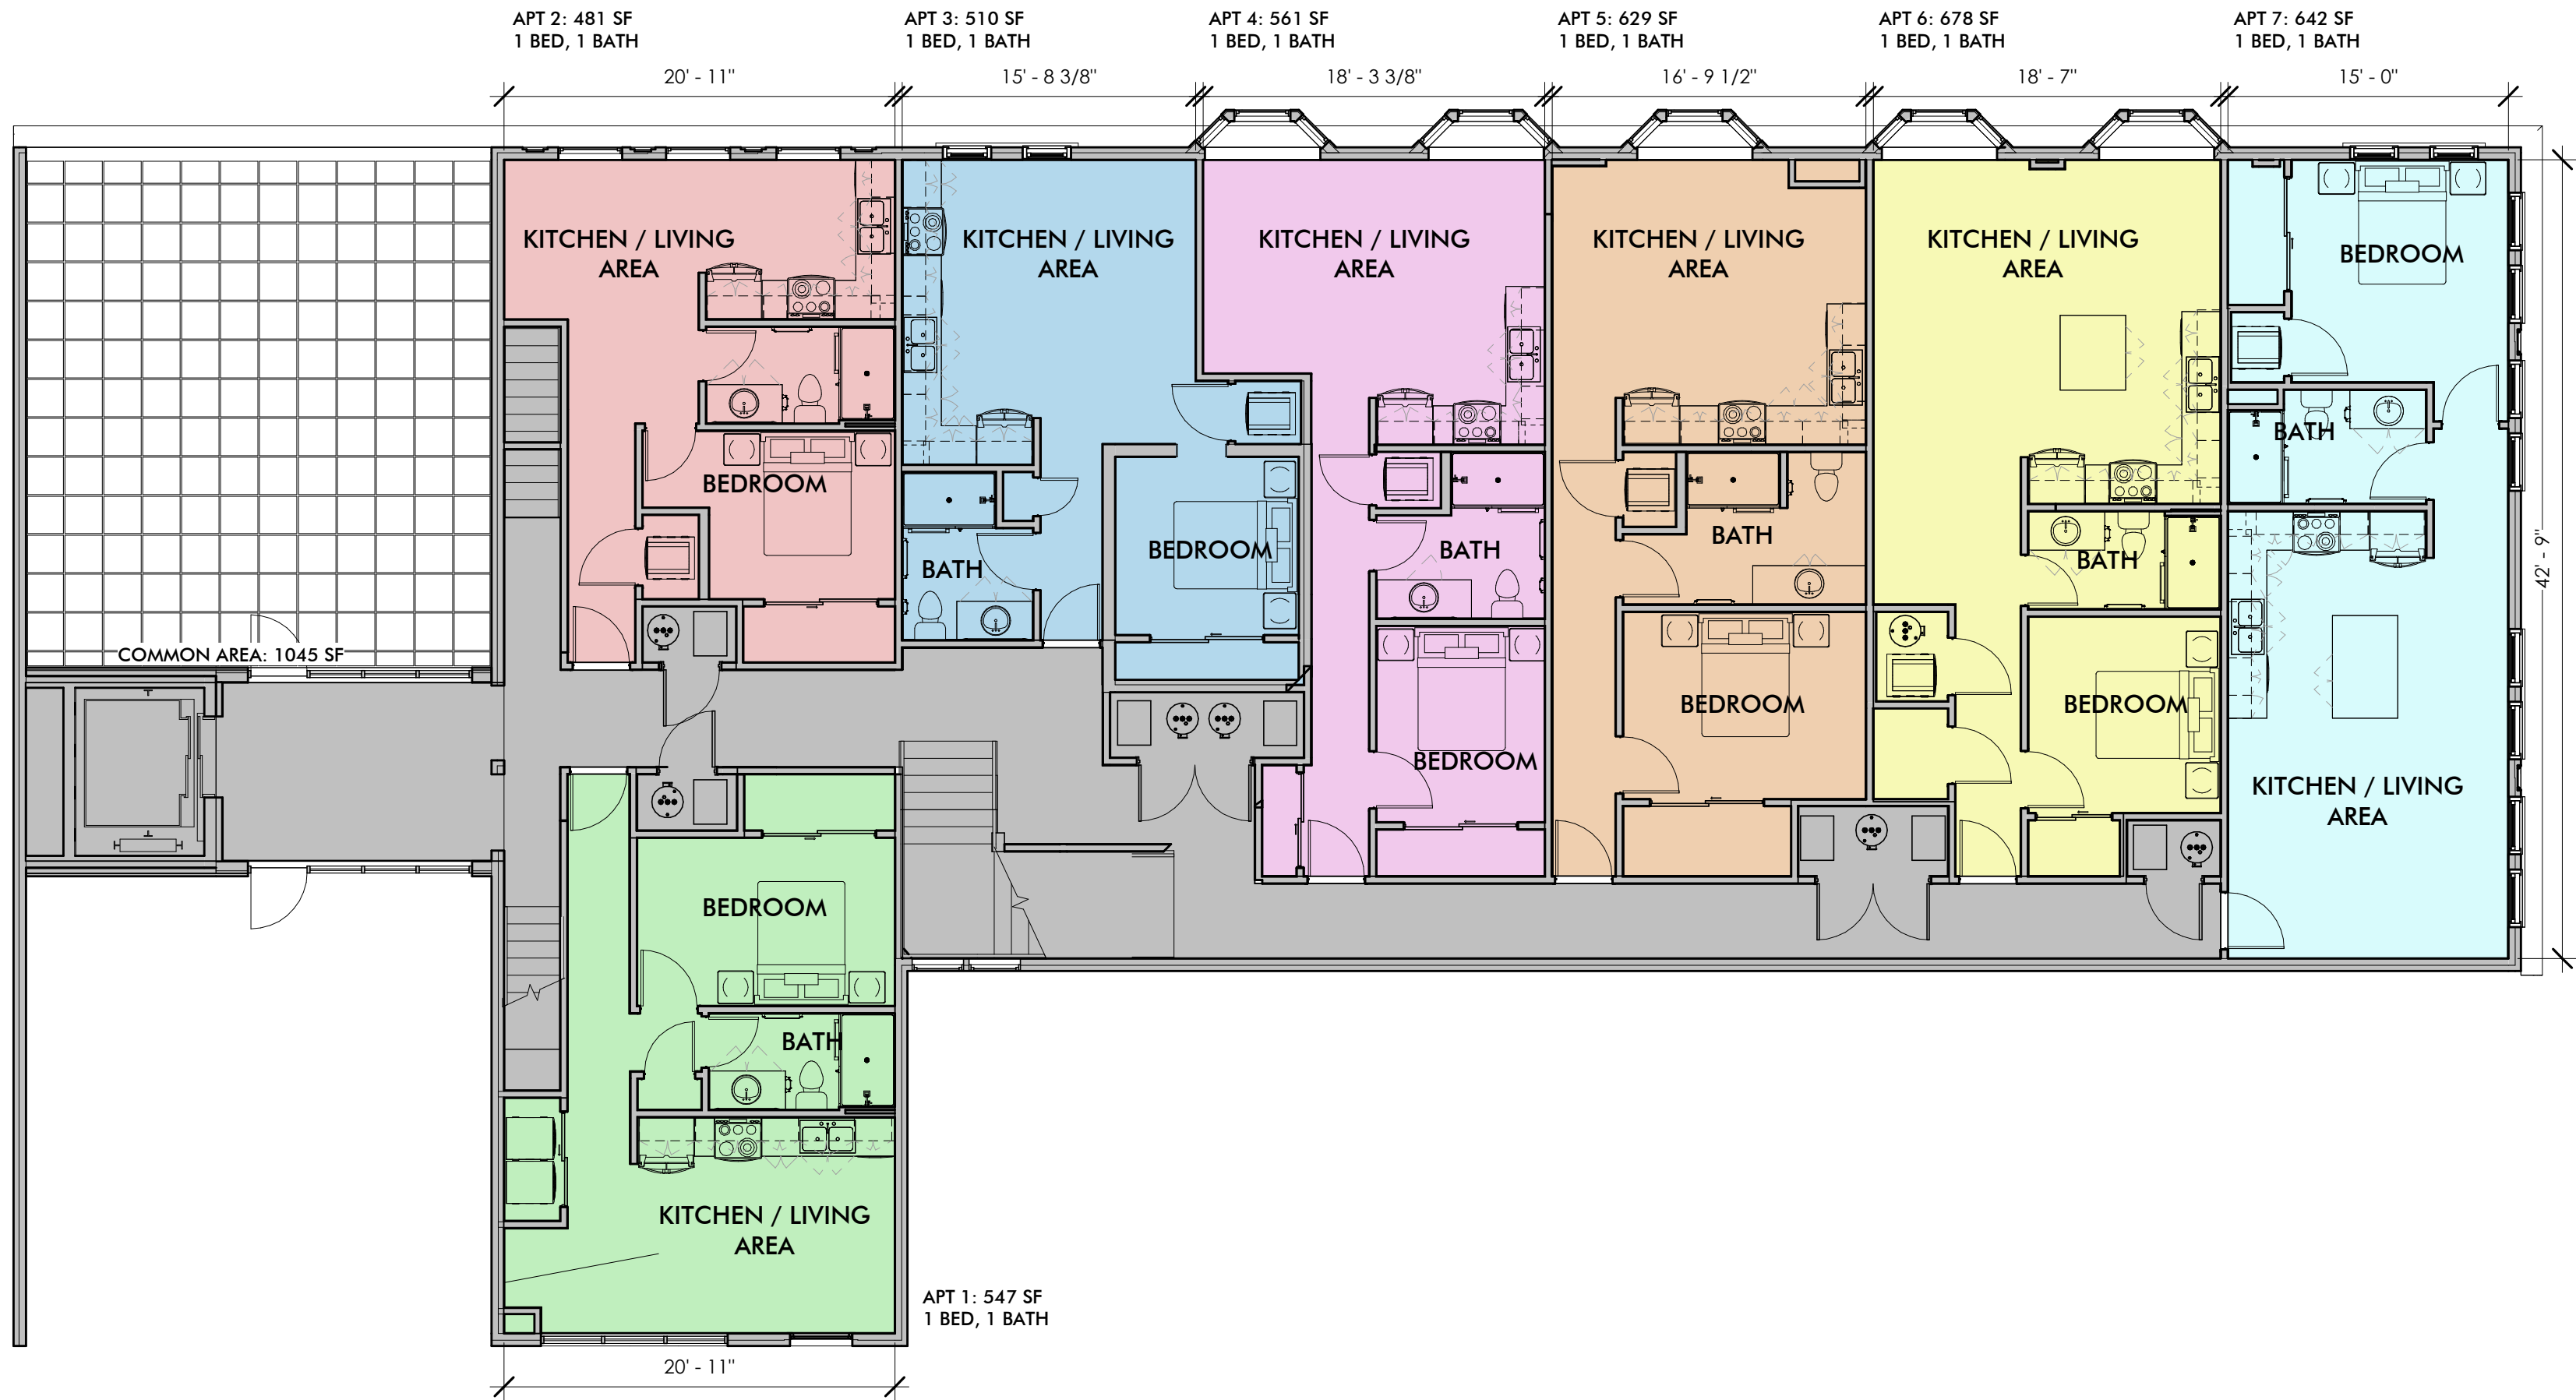 APT 2: 481 SF
1 BED, 1 BATH
APT 3: 510 SF
1 BED, 1 BATH
APT 4: 561 SF
1 BED, 1 BATH
APT 5: 629 SF
1 BED, 1 BATH
APT 6: 678 SF
1 BED, 1 BATH
APT 7: 642 SF
1 BED, 1 BATH
20' - 11"
15' - 8 3/8"
18' - 3 3/8"
16' - 9 1/2"
18' - 7"
15' - 0"
KITCHEN / LIVING
AREA
KITCHEN / LIVING
AREA
KITCHEN / LIVING
AREA
KITCHEN / LIVING
AREA
KITCHEN / LIVING
AREA
BEDROOM
BATH
BEDROOM
BATH
BEDROOM
BATH
BATH
BATH
42' - 9"
COMMON AREA: 1045 SF
BEDROOM
BEDROOM
BEDROOM
KITCHEN / LIVING
AREA
BEDROOM
BATH
KITCHEN / LIVING
AREA
APT 1: 547 SF
1 BED, 1 BATH
20' - 11"